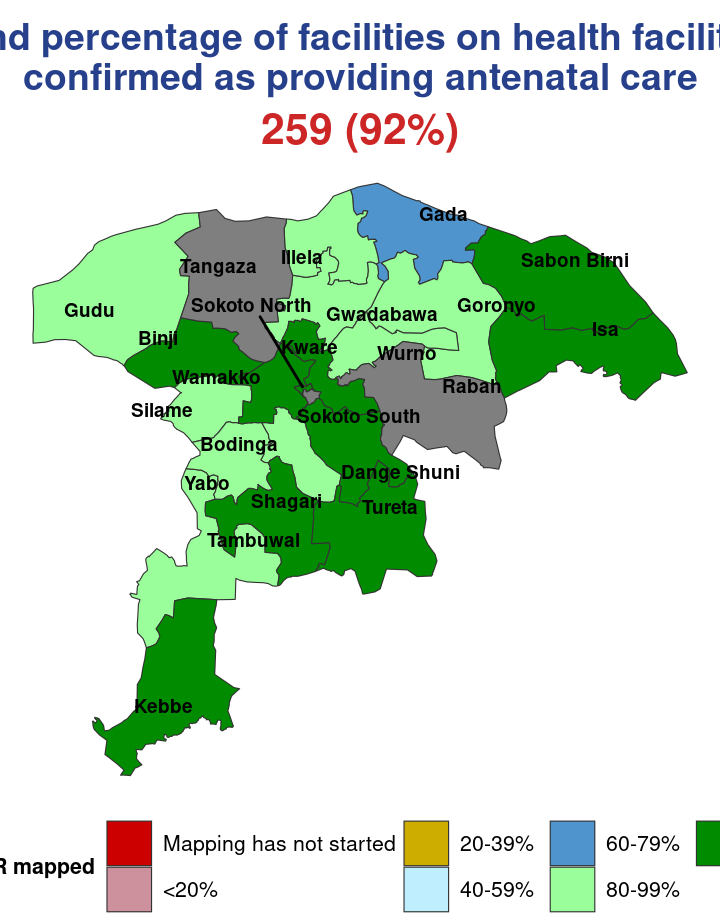 nd percentage of facilities on health facilit
confirmed as providing antenatal care
259 (92%)
Gada
Illela
Sabon Birni
Tangaza
Sokoto North
Goronyo
Gudu
Gwadabawa
Isa
Binji
Kware
Wurno
Wamakko
Rabah
Silame
Sokoto South
Bodinga
Dange Shuni
Yabo
Shagari
Tureta
Tambuwal
Kebbe
Mapping has not started
20-39%
60-79%
R mapped
<20%
40-59%
80-99%